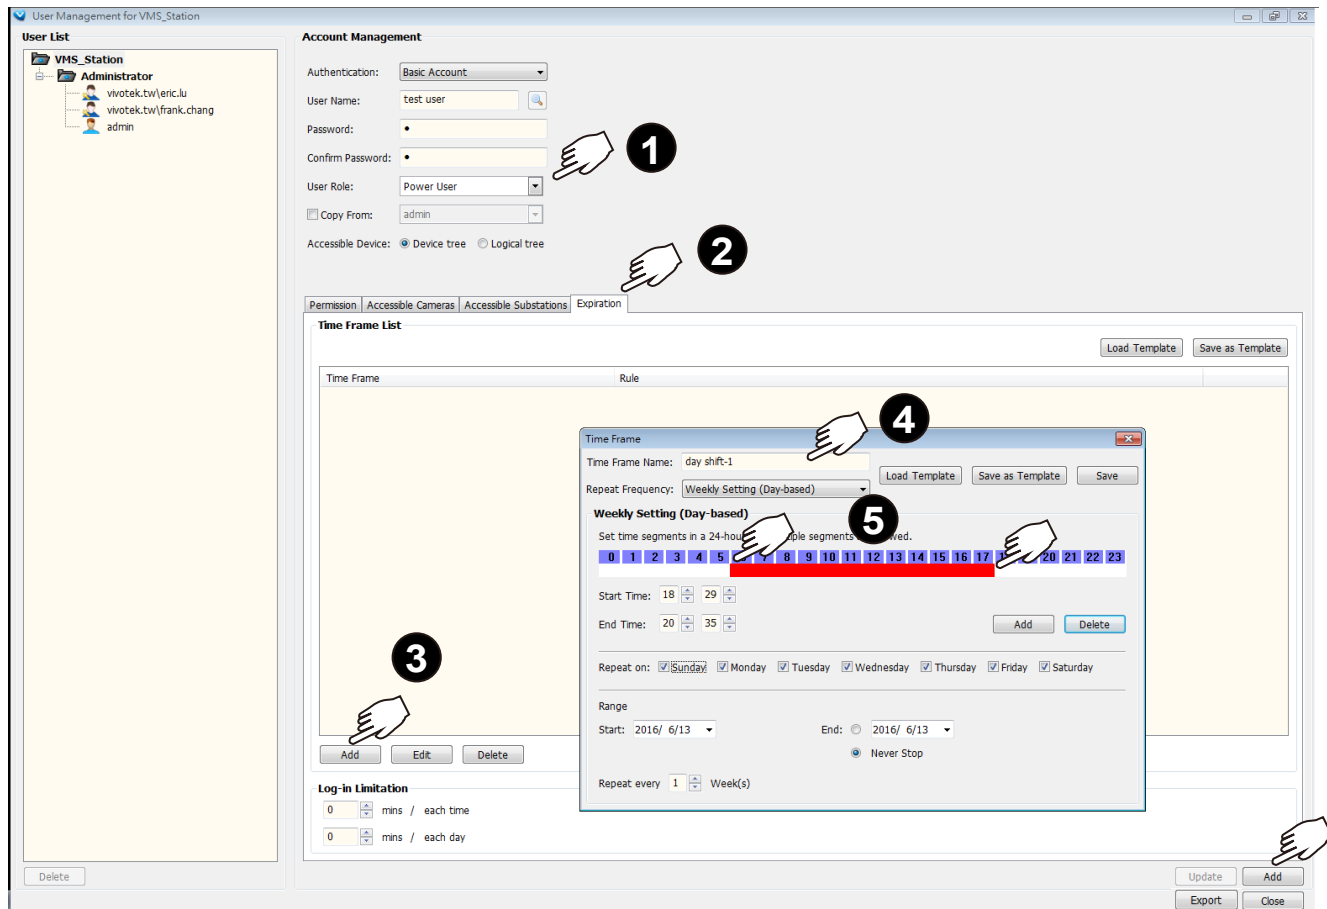 User Management for VMS_Station
User List
VMS_Station
Administrator
vivotek.tw\eric.lu
vivotek.tw\frank.chang
admin
Delete
Account Management
Authentication: Basic Account
User Name: test user
Password:
Confirm Password:
1
User Role: Power User
Copy From: admin
Accessible Device: Device tree Logical tree
2
Permission Accessible Cameras Accessible Substations Expiration
Time Frame List
Load Template Save as Template
Time Frame Rule
4
Time Frame
Time Frame Name: day shift-1
Load Template Save as Template Save
Repeat Frequency: Weekly Setting (Day-based)
Weekly Setting (Day-based)
5
Set time segments in a 24-hou
0 1 2 3 4 5 7 8 9 10 11 12 13 14 15 16 17 20 21 22 23
Start Time: 18 29
End Time: 20 35
Add Delete
Repeat on: Sunday Monday Tuesday Wednesday Thursday Friday Saturday
Range
Start: 2016/ 6/13 End: 2016/ 6/13
Never Stop
Repeat every 1 Week(s)
3
Add Edit Delete
Log-in Limitation
0 mins / each time
0 mins / each day
Update Add
Export Close